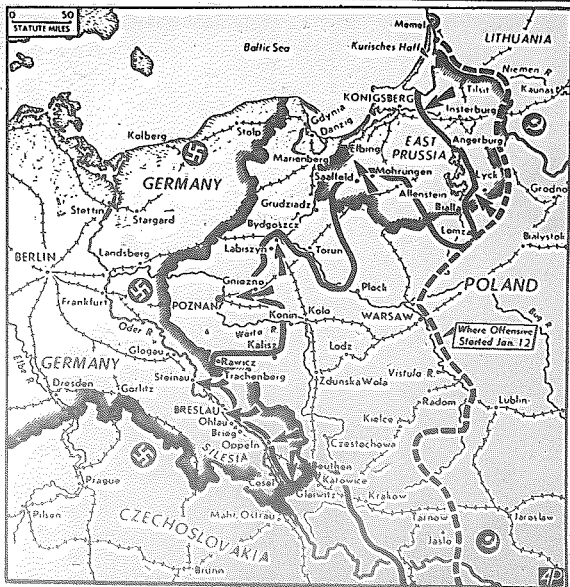 0 50
STATUTE MILES
Baltic Sea
Memel
LITHUANIA
Kurisches Haff
Niemen R
Tilsit
Kaunas
KONIGSBERG
Insterburg
Gdynia
Danzig
Kolberg
Stolp
EAST
PRUSSIA
Angerburg
Elbing
Marienberg
Mohrungen
Saalfeld
Lyck
GERMANY
Allenstein
Bialla
Grodno
Stettin
Stargard
Grudziadz
Bydgoszcz
Lomza
Landsberg
Labiszyn
Torun
Bialystok
BERLIN
Gniezno
Plock
POLAND
Frankfurt
POZNAN
Konin
Kolo
WARSAW
Bug R
Oder R
Warta R
Where Offensive
Started Jan. 12
Kalisz
Lodz
GERMANY
Glogau
Rawicz
Elbe R
Trachenberg
Dresden
Gorlitz
Steinau
Zdunska Wola
Vistula R
Radom
Lublin
BRESLAU
Ohlau
Brieg
Kielce
Oppeln
Czestochowa
SILESIA
Beuthen
Prague
Cosel
Katowice
Gleiwitz
Krakow
Pilsen
CZECHOSLOVAKIA
Mahr. Ostrau
Tarnow
Jaroslaw
Jaslo
Brunn
AP